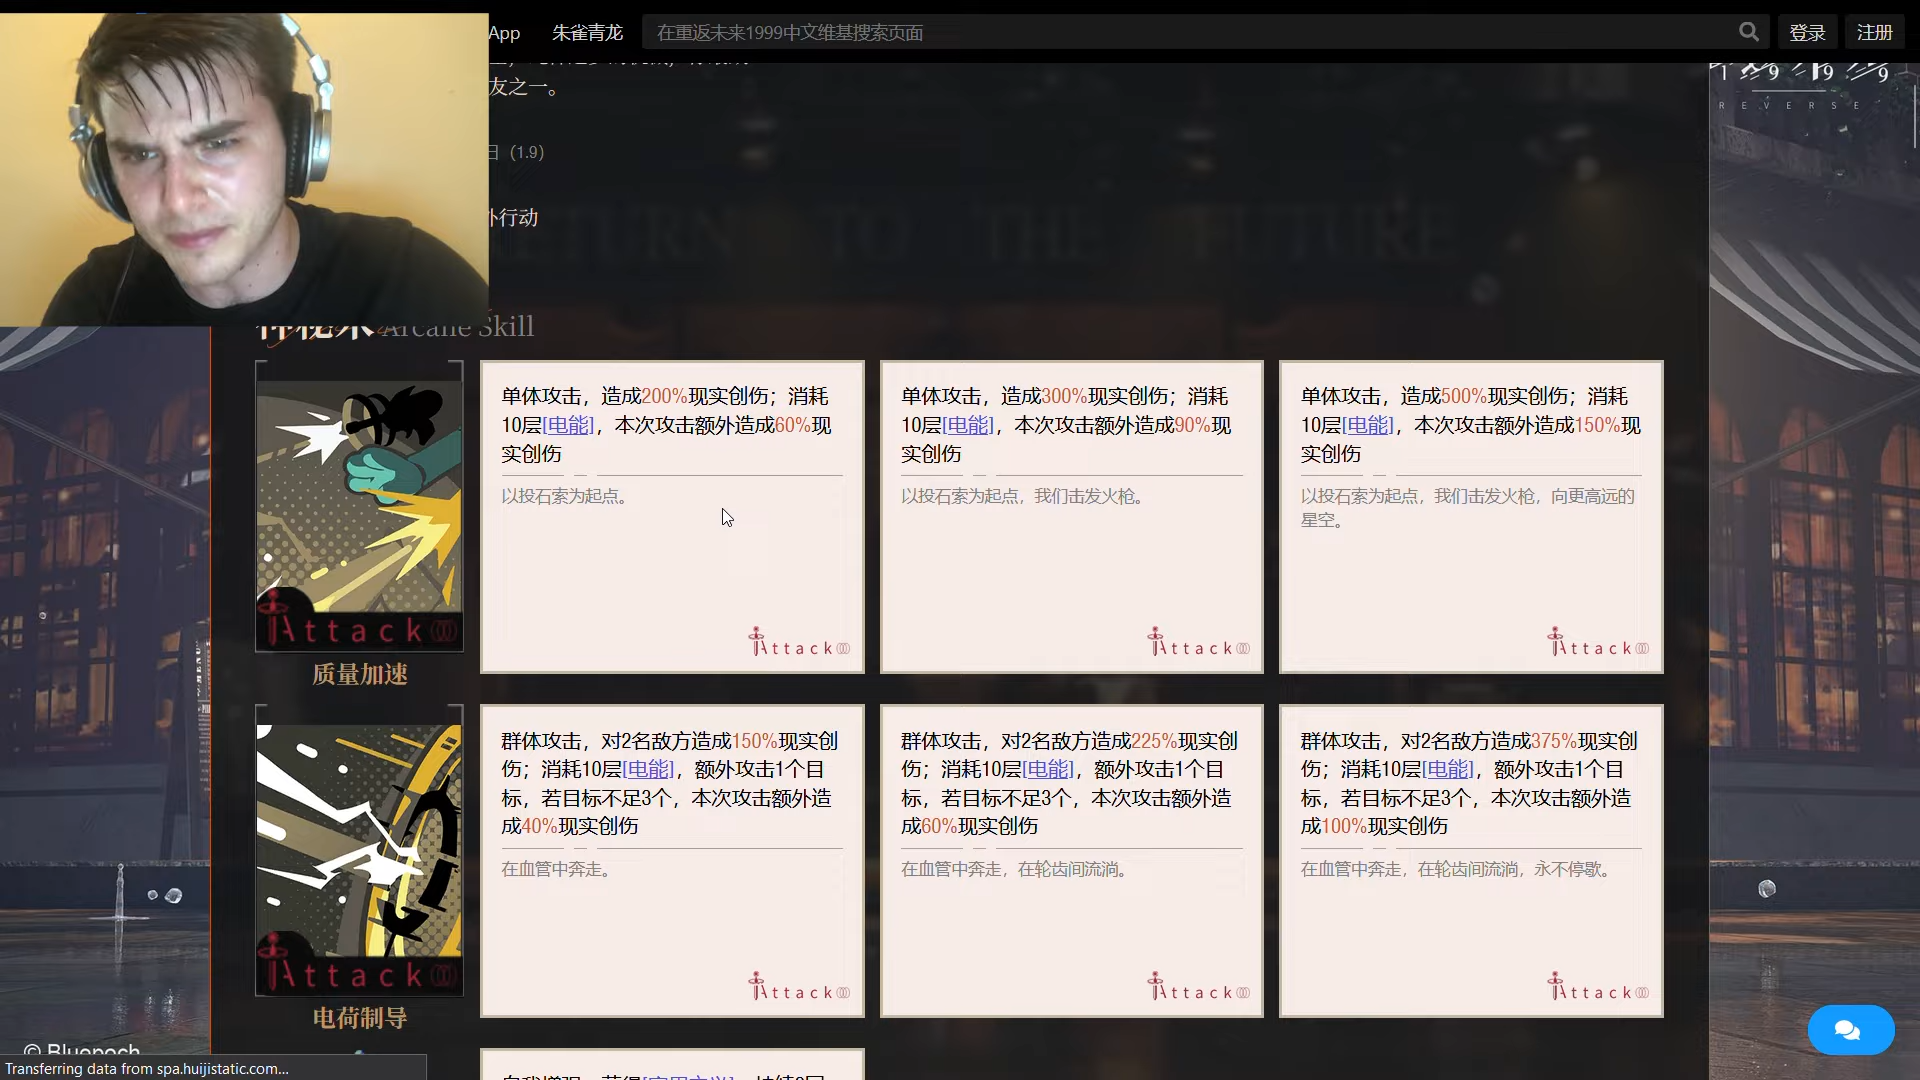 App
朱雀青龙
在重返未来1999中文维基搜索页面
登录
注册
友之一。
1 9 9 9
REVERSE
日（1.9）
外行动
RETURN TO THE FUTURE
神秘术 Arcane Skill
单体攻击，造成200%现实创伤；消耗
10层[电能]，本次攻击额外造成60%现
实创伤
以投石索为起点。
Attack
单体攻击，造成300%现实创伤；消耗
10层[电能]，本次攻击额外造成90%现
实创伤
以投石索为起点，我们击发火枪。
Attack
单体攻击，造成500%现实创伤；消耗
10层[电能]，本次攻击额外造成150%现
实创伤
以投石索为起点，我们击发火枪，向更高远的
星空。
Attack
Attack
质量加速
群体攻击，对2名敌方造成150%现实创
伤；消耗10层[电能]，额外攻击1个目
标，若目标不足3个，本次攻击额外造
成40%现实创伤
在血管中奔走。
Attack
群体攻击，对2名敌方造成225%现实创
伤；消耗10层[电能]，额外攻击1个目
标，若目标不足3个，本次攻击额外造
成60%现实创伤
在血管中奔走，在轮齿间流淌。
Attack
群体攻击，对2名敌方造成375%现实创
伤；消耗10层[电能]，额外攻击1个目
标，若目标不足3个，本次攻击额外造
成100%现实创伤
在血管中奔走，在轮齿间流淌，永不停歇。
Attack
Attack
电荷制导
© Bluepoch
Transferring data from spa.huijistatic.com...